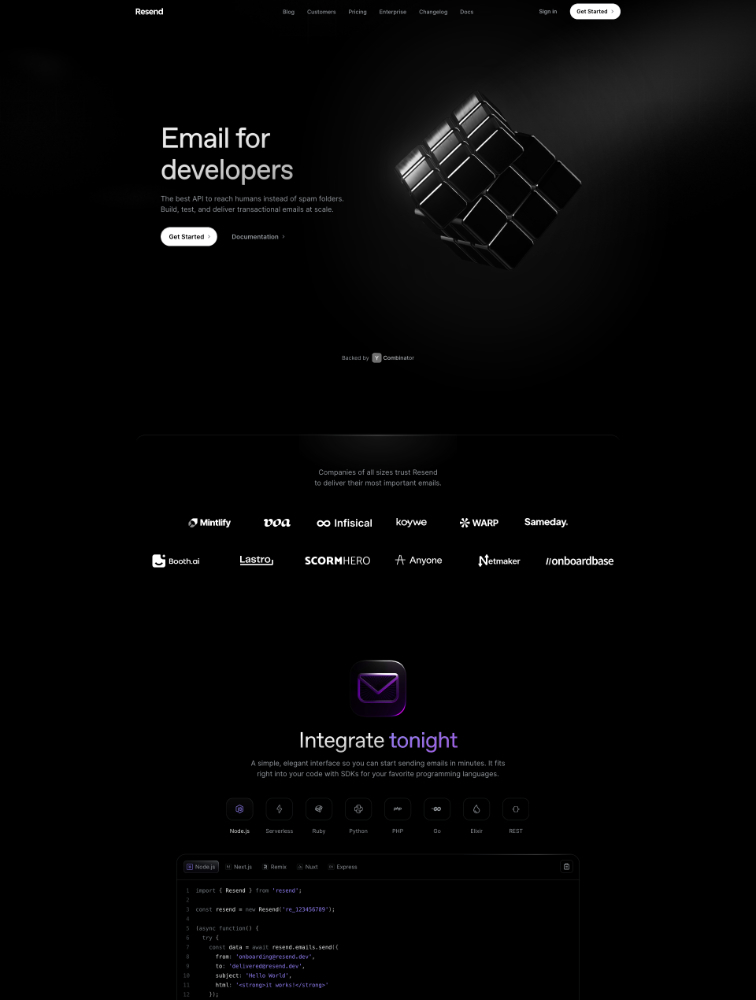 Resend
Blog Customers Pricing Enterprise Changelog Docs
Sign in
Get Started
Email for
developers
The best API to reach humans instead of spam folders.
Build, test, and deliver transactional emails at scale.
Get Started
Documentation
Backed by Y Combinator
Companies of all sizes trust Resend
to deliver their most important emails.
Mintlify voa Infisical koywe WARP Sameday.
Booth.ai Lastro SCORMHERO Anyone Netmaker //onboardbase
Integrate tonight
A simple, elegant interface so you can start sending emails in minutes. It fits
right into your code with SDKs for your favorite programming languages.
Node.js Serverless Ruby Python PHP Go Elixir REST
Node.js Next.js Remix Nuxt Express
1 import { Resend } from 'resend';
2
3 const resend = new Resend('re_123456789');
4
5 (async function() {
6 try {
7 const data = await resend.emails.send({
8 from: 'onboarding@resend.dev',
9 to: 'delivered@resend.dev',
10 subject: 'Hello World',
11 html: '<strong>it works!</strong>'
12 });